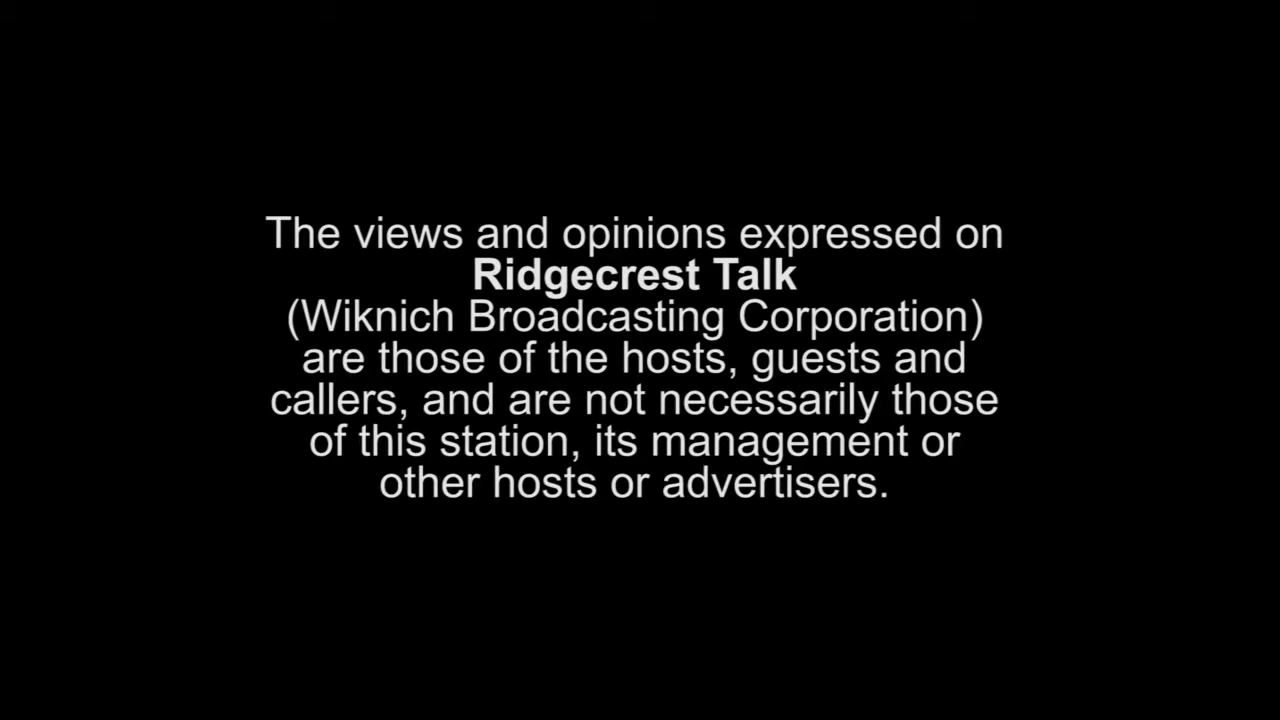 The views and opinions expressed on
Ridgecrest Talk
(Wiknich Broadcasting Corporation)
are those of the hosts, guests and
callers, and are not necessarily those
of this station, its management or
other hosts or advertisers.